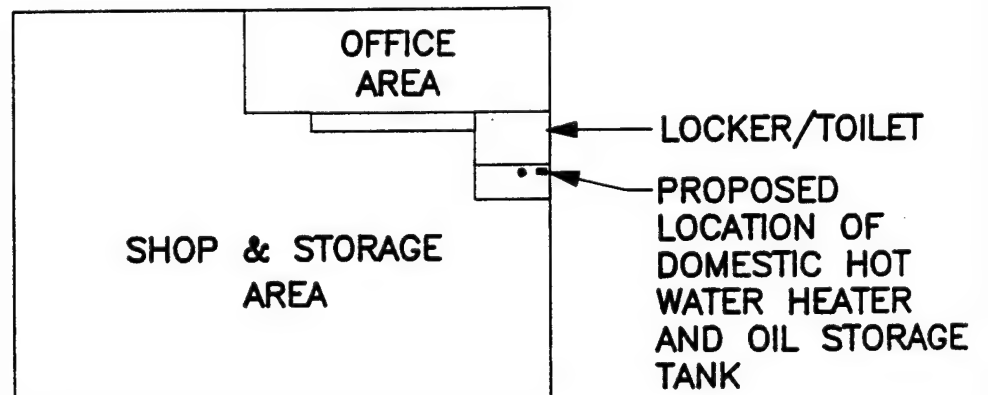 OFFICE
AREA
LOCKER/TOILET
PROPOSED
LOCATION OF
DOMESTIC HOT
WATER HEATER
AND OIL STORAGE
TANK
SHOP & STORAGE
AREA